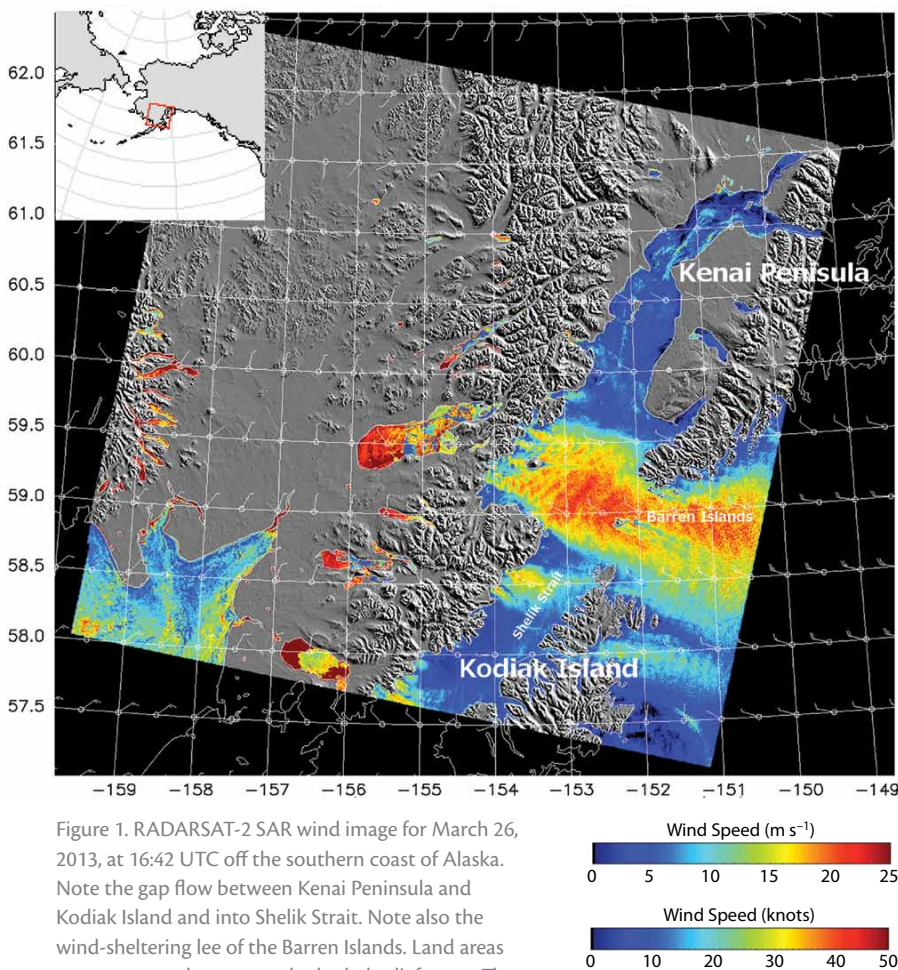 62.0
61.5
61.0
60.5
60.0
59.5
59.0
58.5
58.0
57.5
Kenai Penisula
Barren Islands
Shelik Strait
Kodiak Island
−159 −158 −157 −156 −155 −154 −153 −152 −151 −150 −149
Figure 1. RADARSAT-2 SAR wind image for March 26,
2013, at 16:42 UTC off the southern coast of Alaska.
Note the gap flow between Kenai Peninsula and
Kodiak Island and into Shelik Strait. Note also the
wind-sheltering lee of the Barren Islands. Land areas
Wind Speed (m s⁻¹)
0 5 10 15 20 25
Wind Speed (knots)
0 10 20 30 40 50